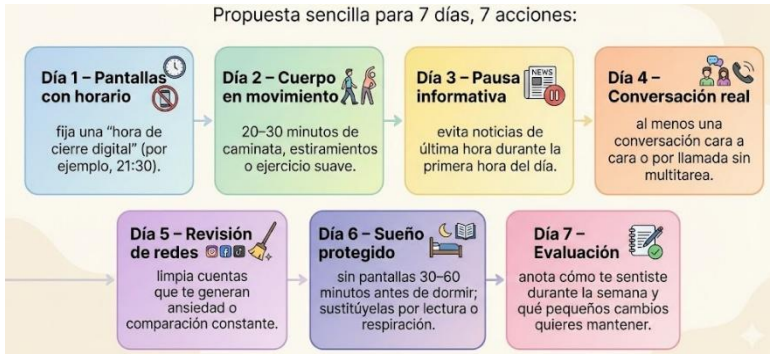 Propuesta sencilla para 7 días, 7 acciones:
Día 1 – Pantallas
con horario
fija una “hora de
cierre digital” (por
ejemplo, 21:30).
Día 2 – Cuerpo
en movimiento
20–30 minutos de
caminata, estiramientos
o ejercicio suave.
Día 3 – Pausa
informativa
NEWS
evita noticias de
última hora durante la
primera hora del día.
Día 4 –
Conversación real
al menos una
conversación cara a
cara o por llamada sin
multitarea.
Día 5 – Revisión
de redes
limpia cuentas
que te generan
ansiedad o
comparación constante.
Día 6 – Sueño
protegido
sin pantallas 30–60
minutos antes de dormir;
sustitúyelas por lectura o
respiración.
Día 7 –
Evaluación
anota cómo te sentiste
durante la semana y
qué pequeños cambios
quieres mantener.